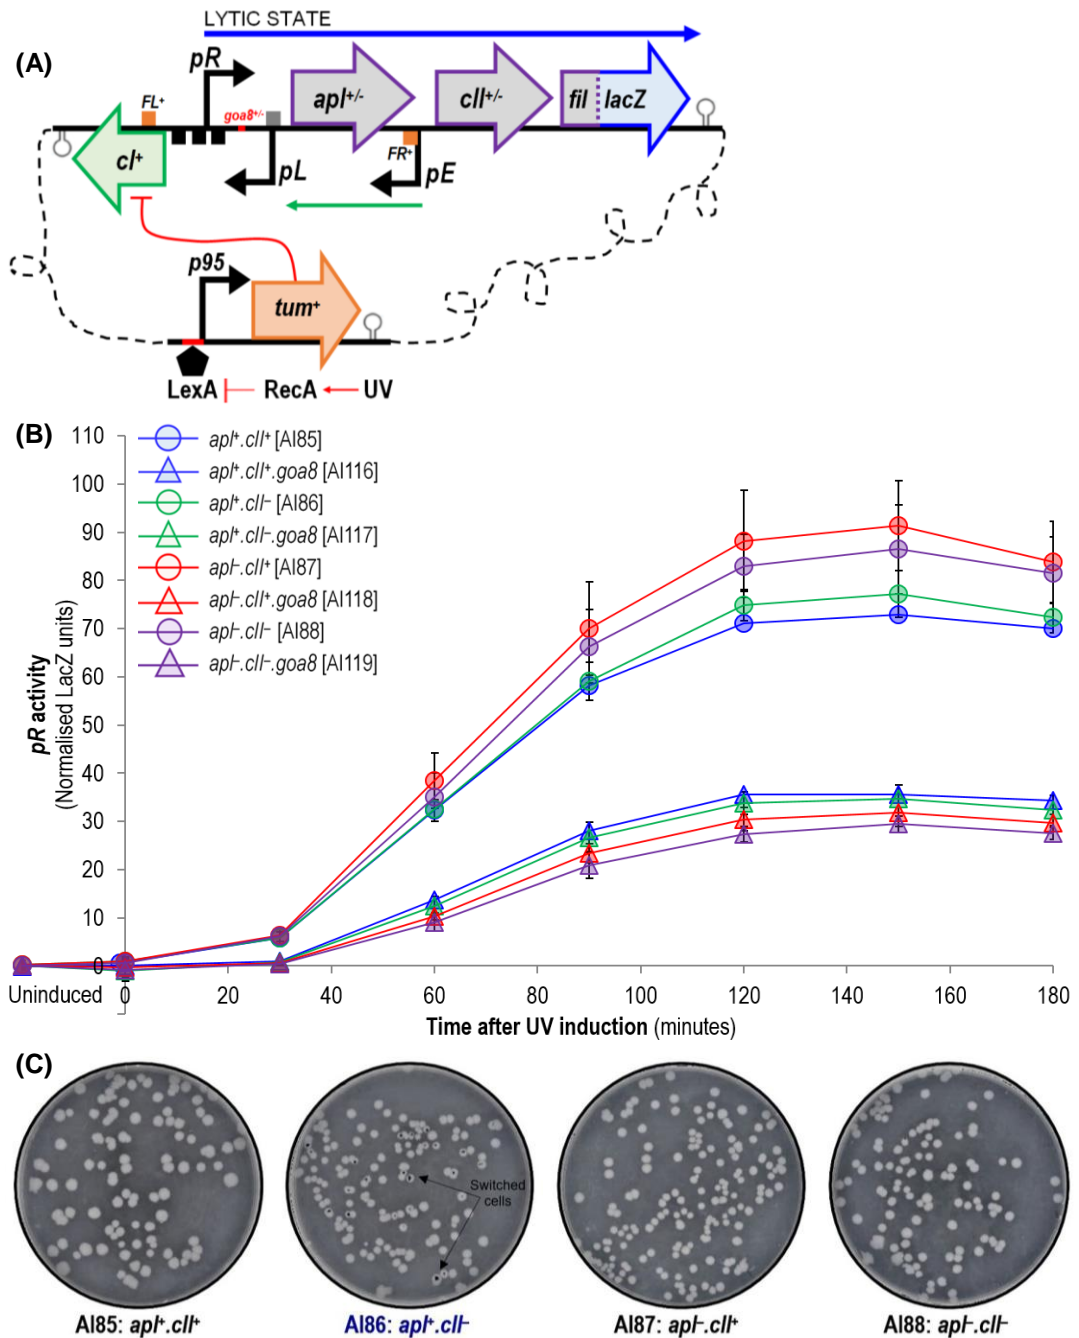 (A)
LYTIC STATE
pR
FL⁺
goa8⁺/⁻
apl⁺/⁻
cII⁺/⁻
fil
lacZ
cI⁺
pL
FR⁺
pE
p95
tum⁺
LexA
RecA
UV
(B)
apl⁺.cII⁺ [AI85]
apl⁺.cII⁺.goa8 [AI116]
apl⁺.cII⁻ [AI86]
apl⁺.cII⁻.goa8 [AI117]
apl⁻.cII⁺ [AI87]
apl⁻.cII⁺.goa8 [AI118]
apl⁻.cII⁻ [AI88]
apl⁻.cII⁻.goa8 [AI119]
110
100
90
80
70
60
50
40
30
20
10
0
pR activity
(Normalised LacZ units)
Uninduced 0 20 40 60 80 100 120 140 160 180
Time after UV induction (minutes)
(C)
Switched
cells
AI85: apl⁺.cII⁺
AI86: apl⁺.cII⁻
AI87: apl⁻.cII⁺
AI88: apl⁻.cII⁻